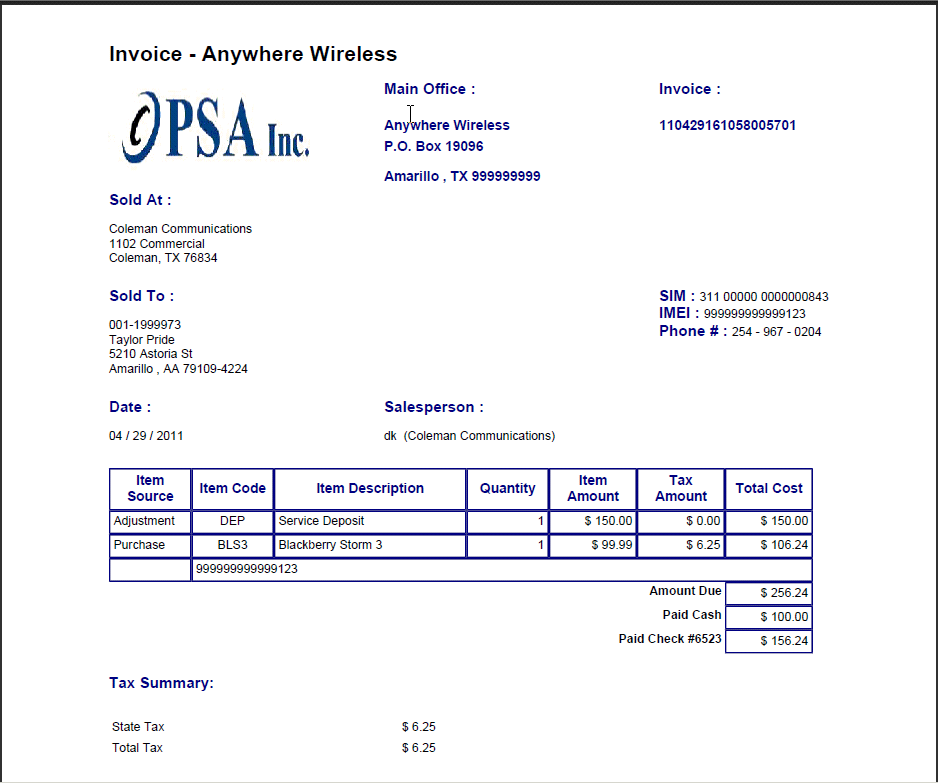 Invoice - Anywhere Wireless
PSA Inc.
Main Office :
Anywhere Wireless
P.O. Box 19096
Amarillo , TX 999999999
Invoice :
110429161058005701
Sold At :
Coleman Communications
1102 Commercial
Coleman, TX 76834
Sold To :
001-1999973
Taylor Pride
5210 Astoria St
Amarillo , AA 79109-4224
SIM : 311 00000 0000000843
IMEI : 999999999999123
Phone # : 254 - 967 - 0204
Date :
04 / 29 / 2011
Salesperson :
dk (Coleman Communications)
Item Source Item Code Item Description Quantity Item Amount Tax Amount Total Cost
Adjustment DEP Service Deposit 1 $ 150.00 $ 0.00 $ 150.00
Purchase BLS3 Blackberry Storm 3 1 $ 99.99 $ 6.25 $ 106.24
999999999999123
Amount Due $ 256.24
Paid Cash $ 100.00
Paid Check #6523 $ 156.24
Tax Summary:
State Tax $ 6.25
Total Tax $ 6.25